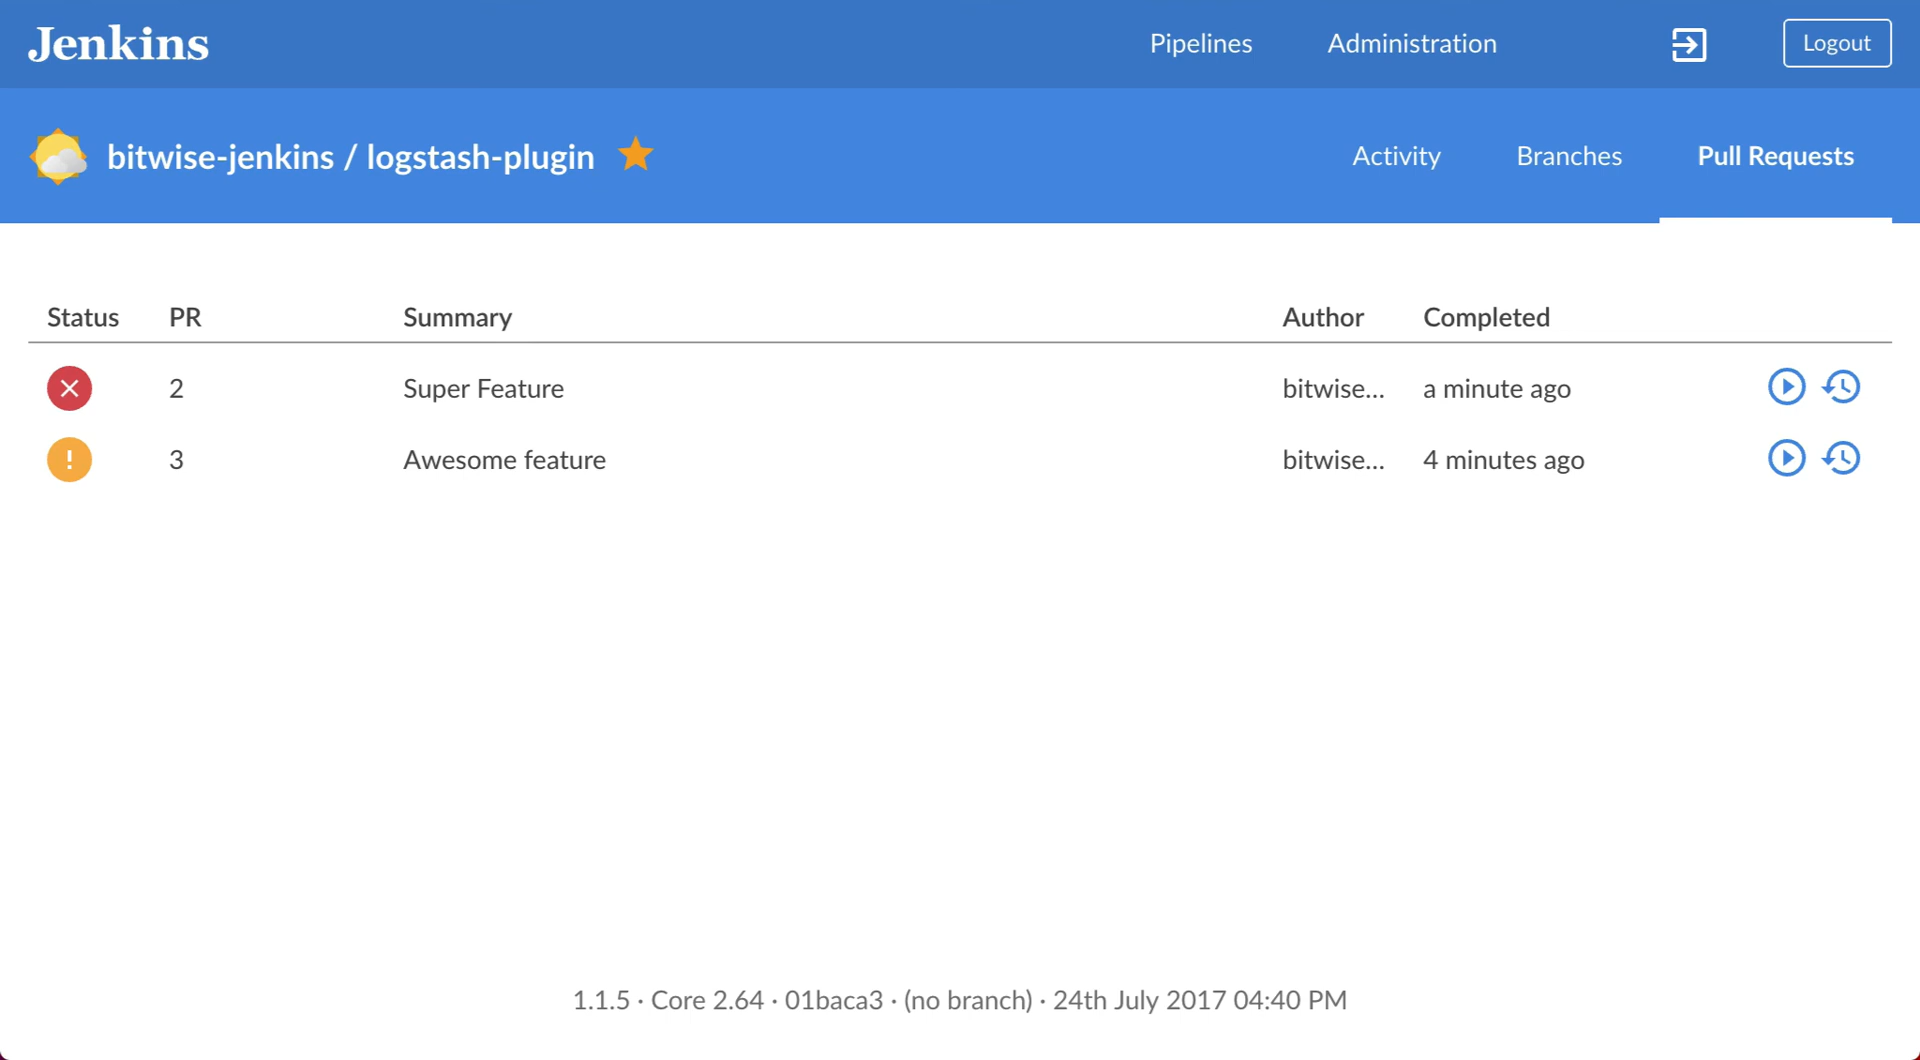 Jenkins Pipelines Administration Logout
bitwise-jenkins / logstash-plugin Activity Branches Pull Requests
Status PR Summary Author Completed
2 Super Feature bitwise... a minute ago
3 Awesome feature bitwise... 4 minutes ago
1.1.5 · Core 2.64 · 01baca3 · (no branch) · 24th July 2017 04:40 PM